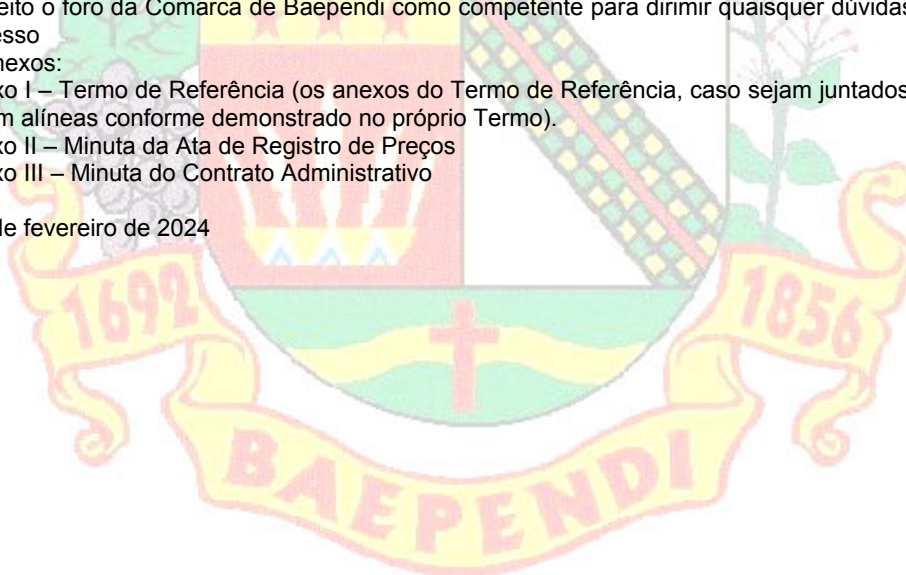 eito o foro da Comarca de Baependi como competente para dirimir quaisquer dúvidas
esso
nexos:
xo I – Termo de Referência (os anexos do Termo de Referência, caso sejam juntados
m alíneas conforme demonstrado no próprio Termo).
xo II – Minuta da Ata de Registro de Preços
xo III – Minuta do Contrato Administrativo
de fevereiro de 2024
1692
1856
BAEPENDI